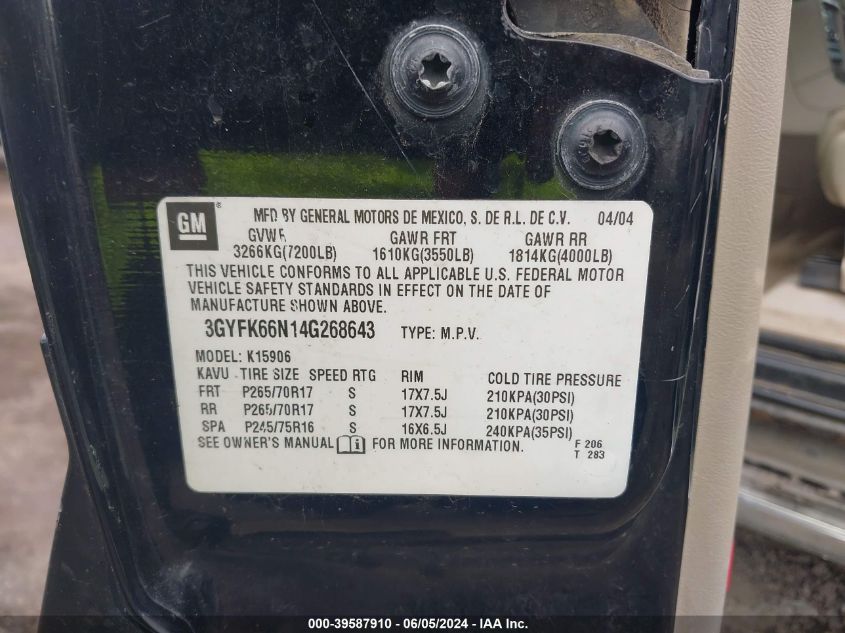 GM ® MFD BY GENERAL MOTORS DE MEXICO, S. DE R.L. DE C.V. 04/04
GVWR GAWR FRT GAWR RR
3266KG(7200LB) 1610KG(3550LB) 1814KG(4000LB)
THIS VEHICLE CONFORMS TO ALL APPLICABLE U.S. FEDERAL MOTOR
VEHICLE SAFETY STANDARDS IN EFFECT ON THE DATE OF
MANUFACTURE SHOWN ABOVE.
3GYFK66N14G268643 TYPE: M.P.V.
MODEL: K15906
KAVU TIRE SIZE SPEED RTG RIM COLD TIRE PRESSURE
FRT P265/70R17 S 17X7.5J 210KPA(30PSI)
RR P265/70R17 S 17X7.5J 210KPA(30PSI)
SPA P245/75R16 S 16X6.5J 240KPA(35PSI)
SEE OWNER'S MANUAL i FOR MORE INFORMATION. F 206
T 283
000-39587910 - 06/05/2024 - IAA Inc.